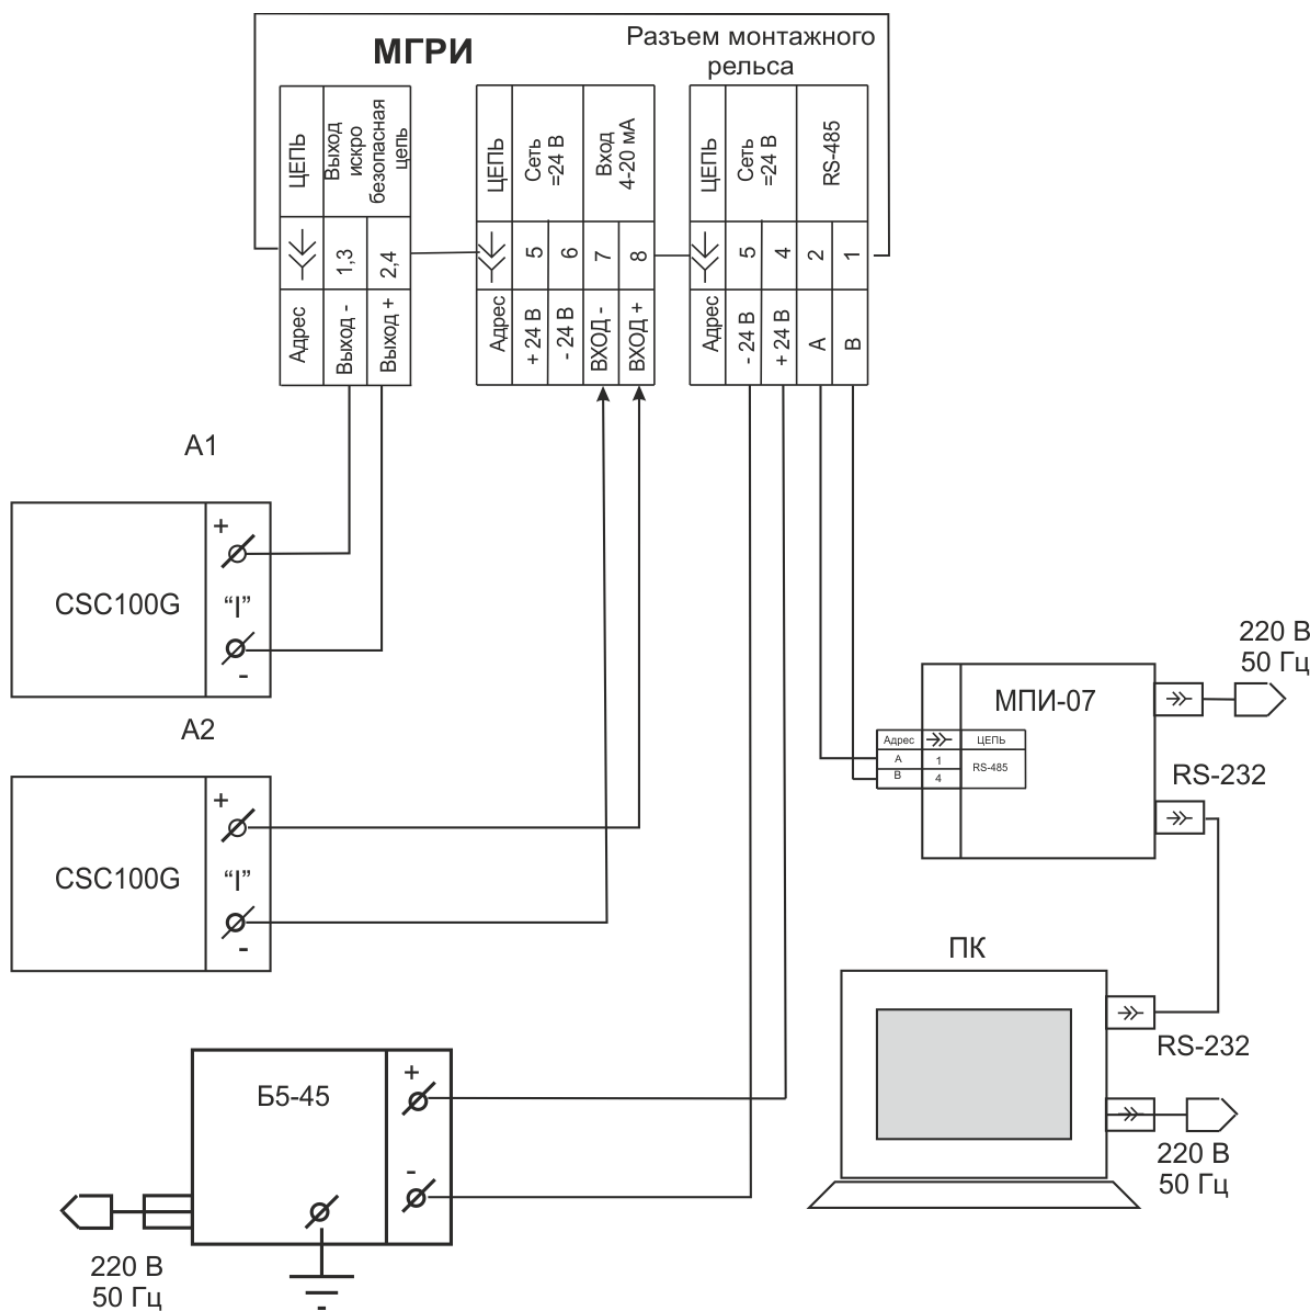 МГРИ
Разъем монтажного
рельса
ЦЕПЬ
Выход
искро
безопасная
цепь
1,3
2,4
Адрес
Выход -
Выход +
ЦЕПЬ
Сеть
=24 В
Вход
4-20 мА
5
6
7
8
Адрес
+ 24 В
- 24 В
ВХОД -
ВХОД +
ЦЕПЬ
Сеть
=24 В
RS-485
5
4
2
1
Адрес
- 24 В
+ 24 В
А
В
А1
CSC100G
+
“I”
-
А2
CSC100G
+
“I”
-
220 В
50 Гц
МПИ-07
Адрес
ЦЕПЬ
А
1
RS-485
В
4
RS-232
ПК
RS-232
220 В
50 Гц
Б5-45
+
-
220 В
50 Гц